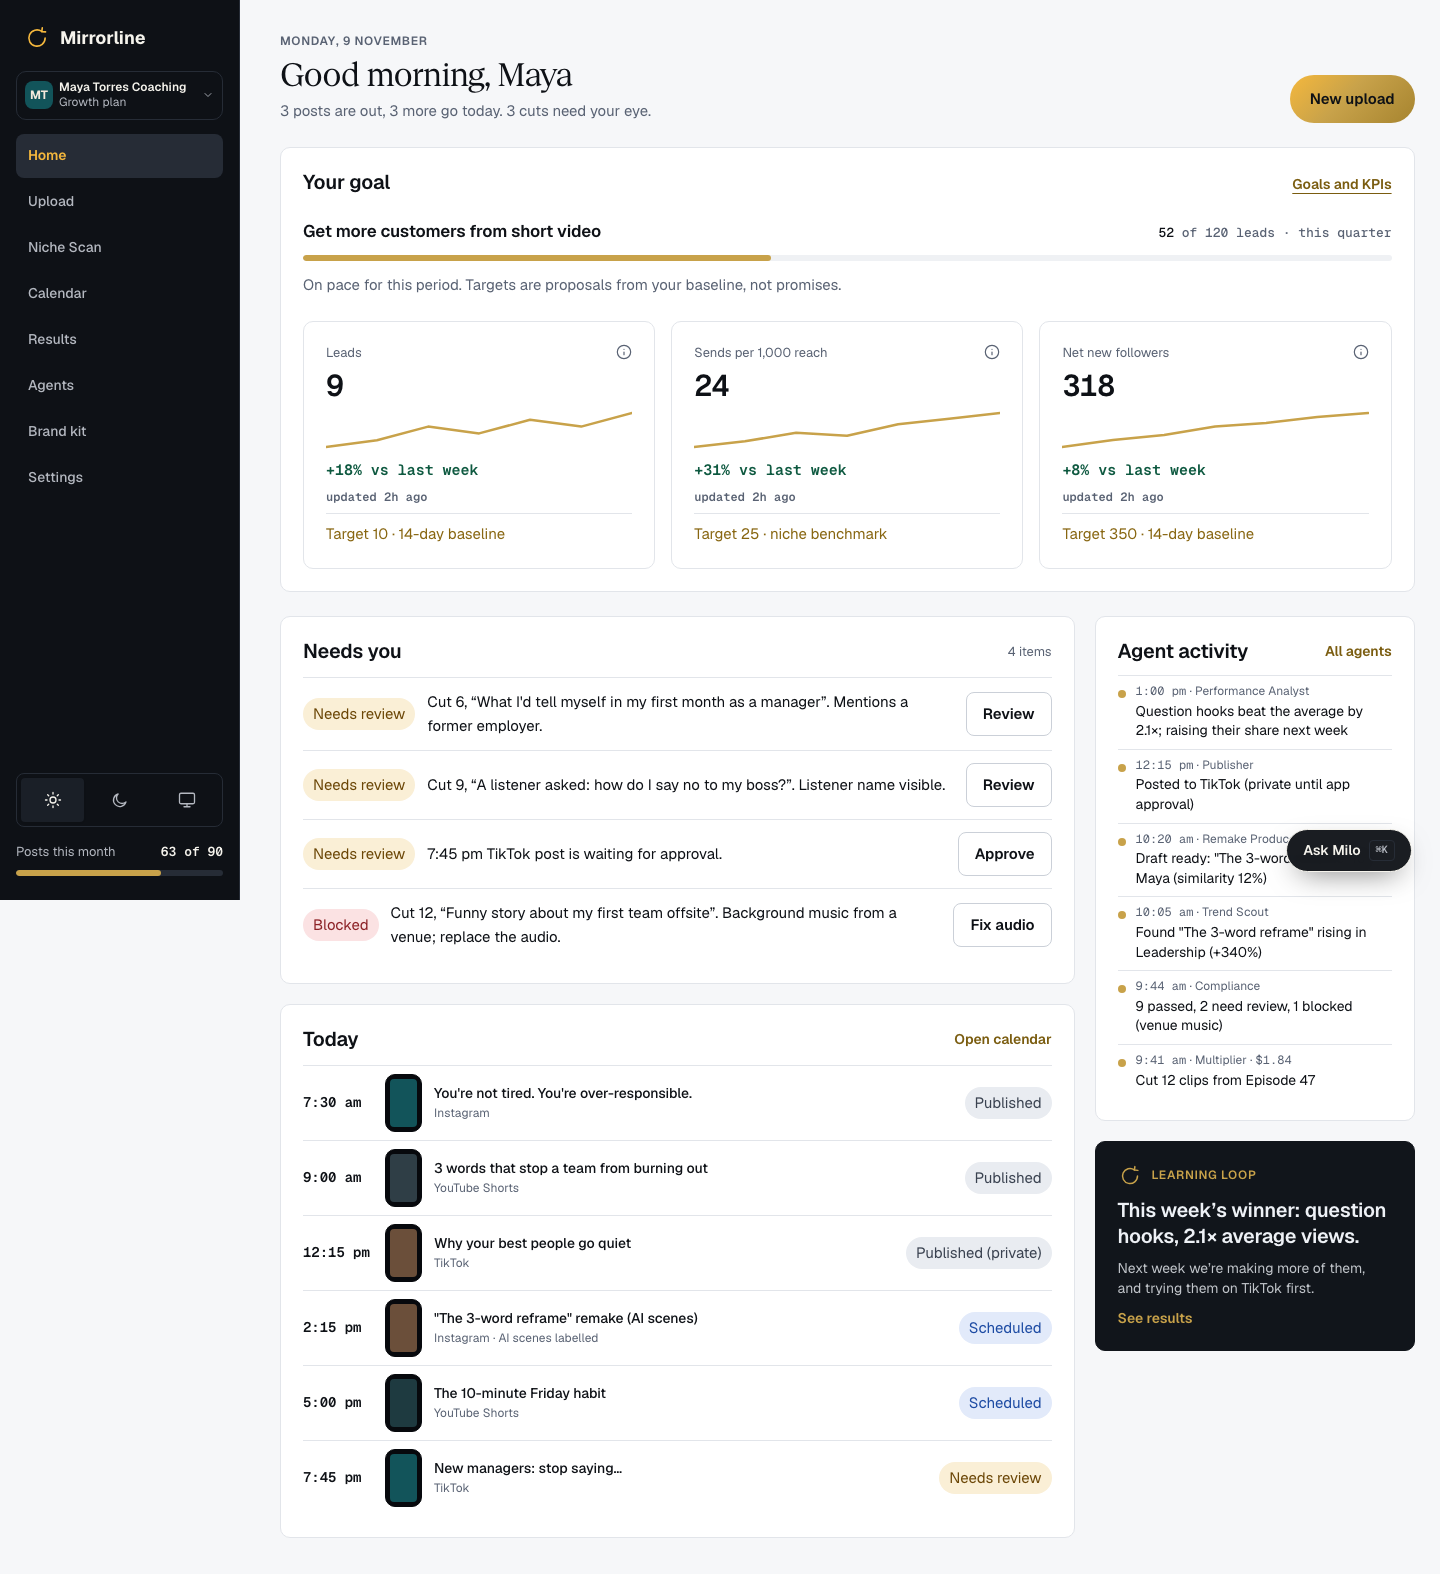 Mirrorline
MT
Maya Torres Coaching
Growth plan
Home
Upload
Niche Scan
Calendar
Results
Agents
Brand kit
Settings
Posts this month
63 of 90
MONDAY, 9 NOVEMBER
Good morning, Maya
3 posts are out, 3 more go today. 3 cuts need your eye.
New upload
Your goal
Goals and KPIs
Get more customers from short video
52 of 120 leads · this quarter
On pace for this period. Targets are proposals from your baseline, not promises.
Leads
9
+18% vs last week
updated 2h ago
Target 10 · 14-day baseline
Sends per 1,000 reach
24
+31% vs last week
updated 2h ago
Target 25 · niche benchmark
Net new followers
318
+8% vs last week
updated 2h ago
Target 350 · 14-day baseline
Needs you
4 items
Needs review
Cut 6, “What I'd tell myself in my first month as a manager”. Mentions a
former employer.
Review
Needs review
Cut 9, “A listener asked: how do I say no to my boss?”. Listener name visible.
Review
Needs review
7:45 pm TikTok post is waiting for approval.
Approve
Blocked
Cut 12, “Funny story about my first team offsite”. Background music from a
venue; replace the audio.
Fix audio
Today
Open calendar
7:30 am
You're not tired. You're over-responsible.
Instagram
Published
9:00 am
3 words that stop a team from burning out
YouTube Shorts
Published
12:15 pm
Why your best people go quiet
TikTok
Published (private)
2:15 pm
"The 3-word reframe" remake (AI scenes)
Instagram · AI scenes labelled
Scheduled
5:00 pm
The 10-minute Friday habit
YouTube Shorts
Scheduled
7:45 pm
New managers: stop saying…
TikTok
Needs review
Agent activity
All agents
1:00 pm · Performance Analyst
Question hooks beat the average by
2.1×; raising their share next week
12:15 pm · Publisher
Posted to TikTok (private until app
approval)
10:20 am · Remake
Draft ready: "The 3-word
Maya (similarity 12%)
Ask Milo ⌘K
10:05 am · Trend Scout
Found "The 3-word reframe" rising in
Leadership (+340%)
9:44 am · Compliance
9 passed, 2 need review, 1 blocked
(venue music)
9:41 am · Multiplier · $1.84
Cut 12 clips from Episode 47
LEARNING LOOP
This week’s winner: question
hooks, 2.1× average views.
Next week we’re making more of them,
and trying them on TikTok first.
See results